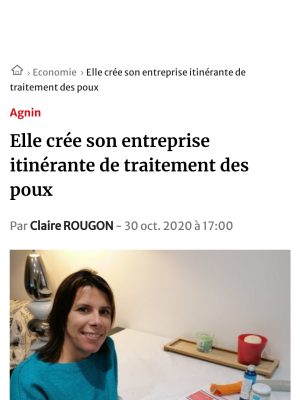 › Economie › Elle crée son entreprise itinérante de
traitement des poux
Agnin
Elle crée son entreprise
itinérante de traitement des
poux
Par Claire ROUGON - 30 oct. 2020 à 17:00